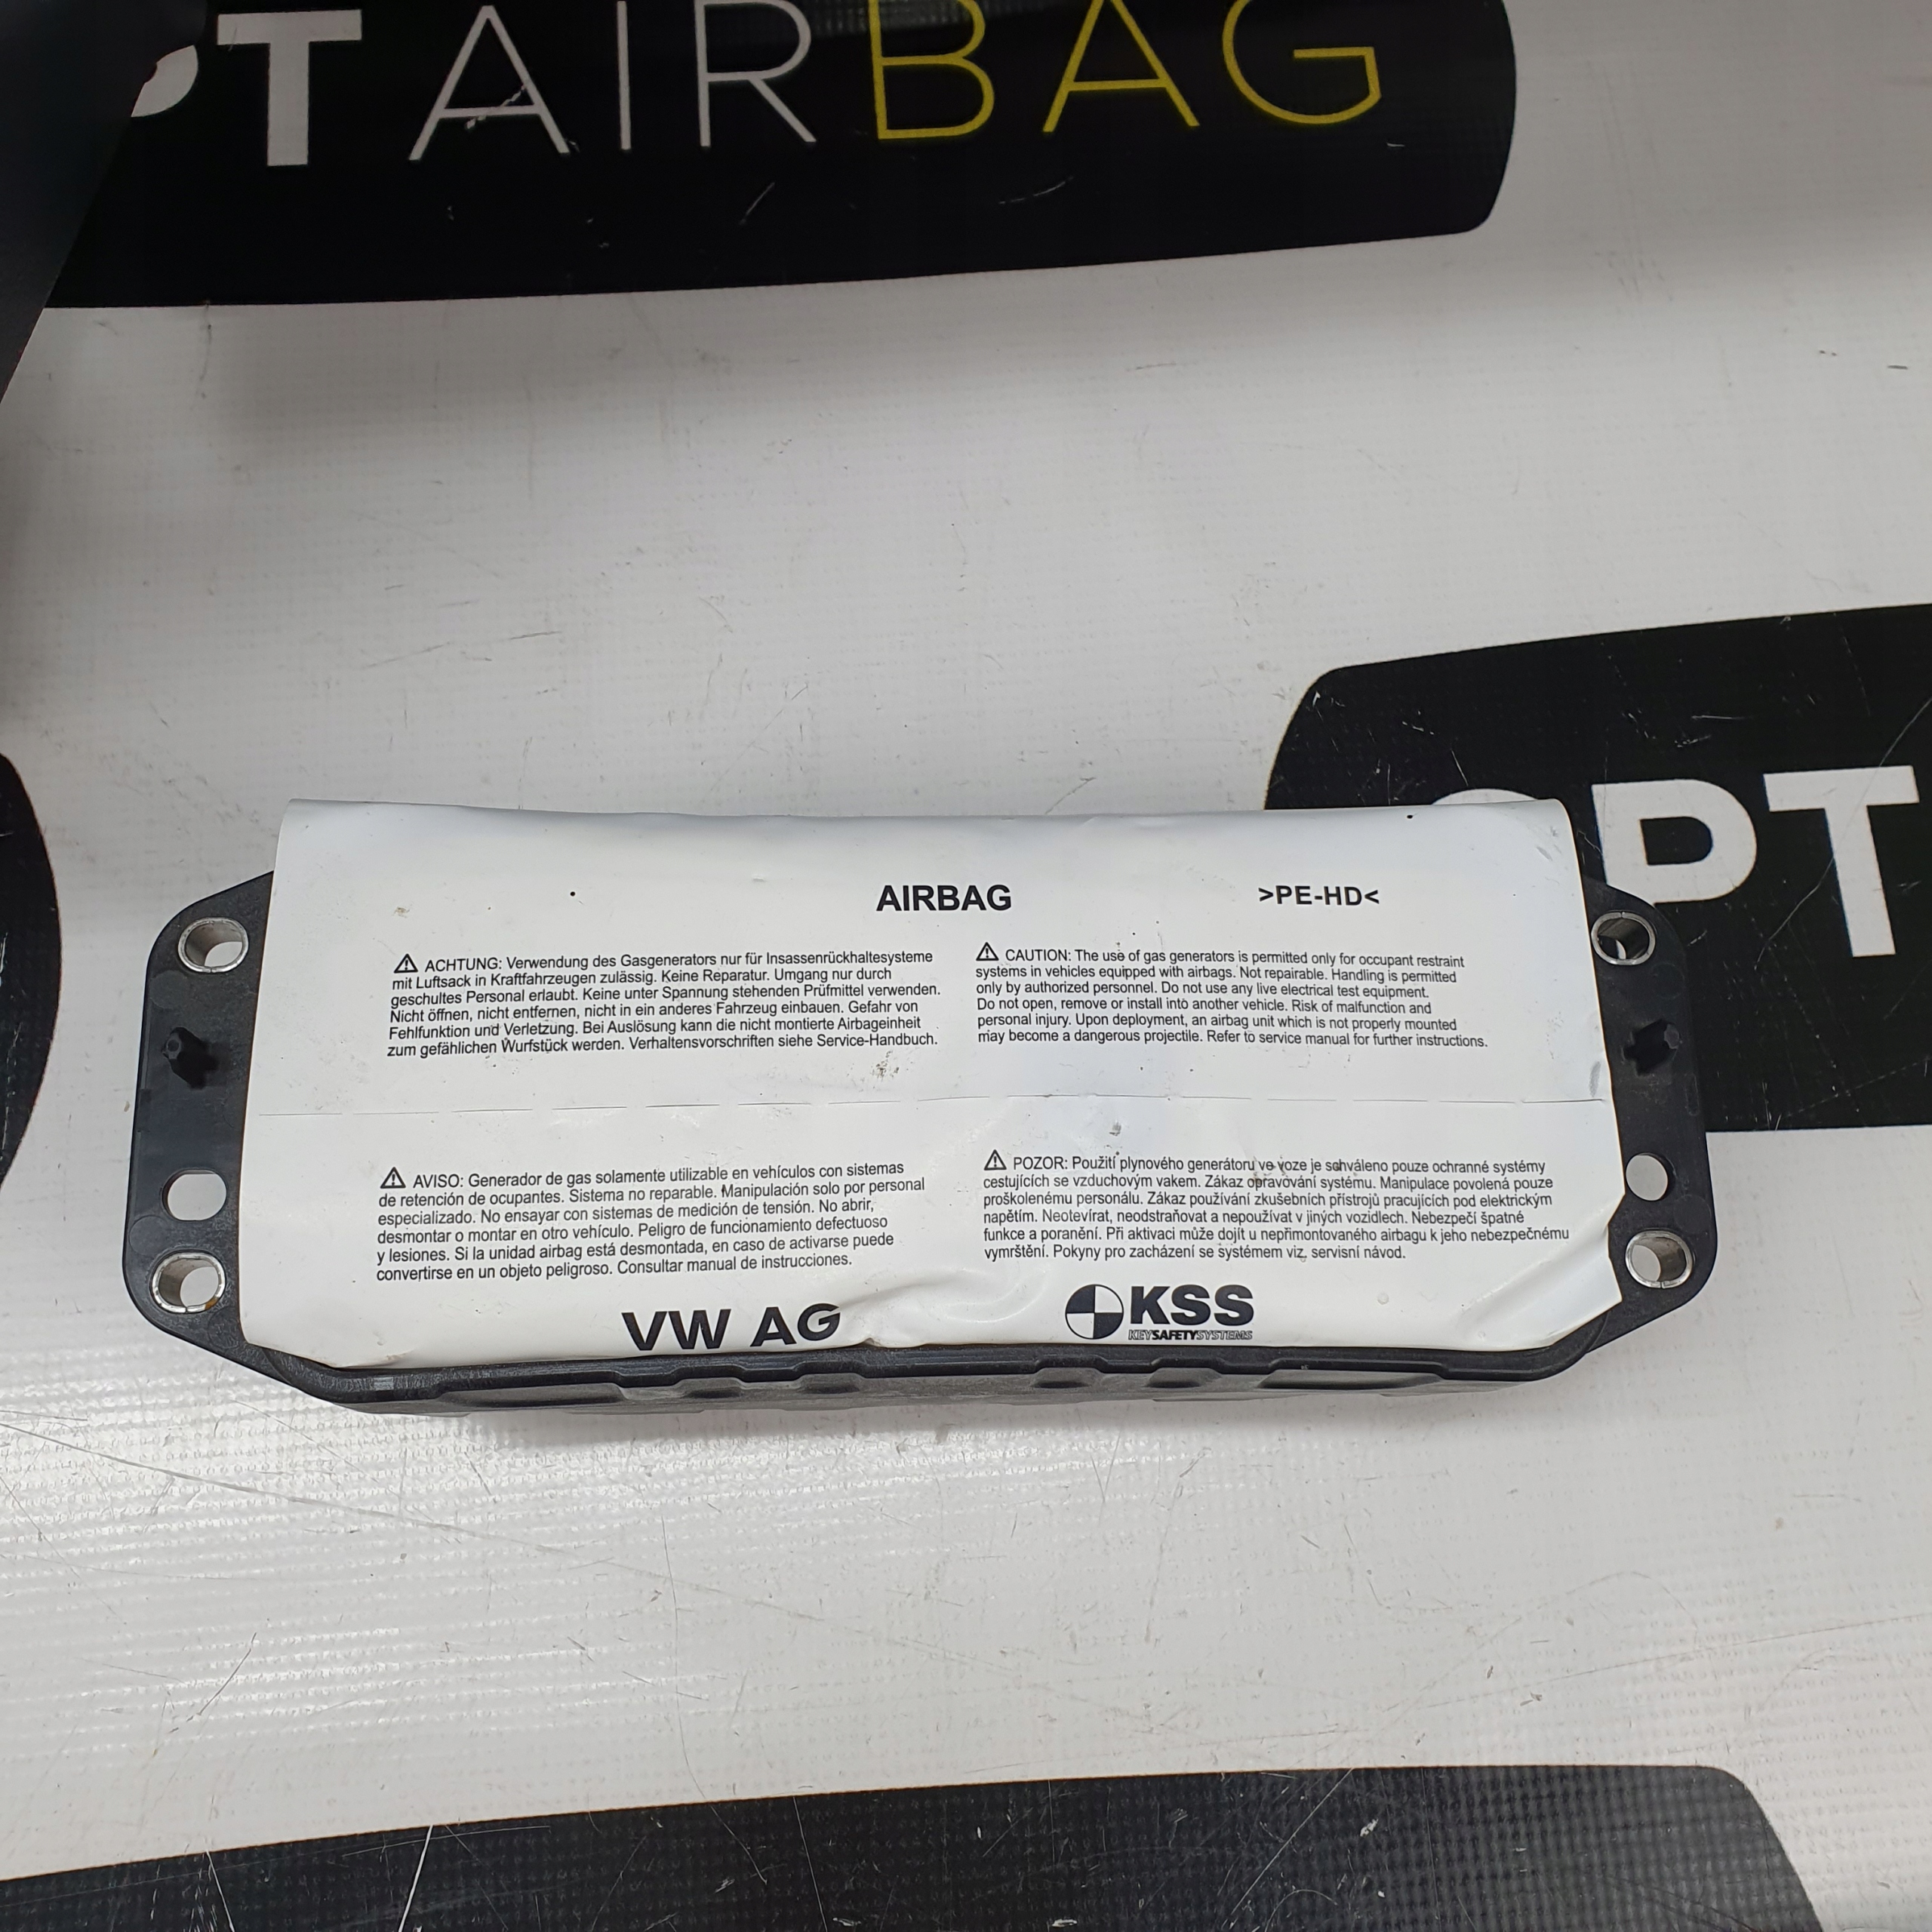 PT AIRBAG
OPT
AIRBAG
>PE-HD<
ACHTUNG: Verwendung des Gasgenerators nur für Insassenrückhaltesysteme
mit Luftsack in Kraftfahrzeugen zulässig. Keine Reparatur. Umgang nur durch
geschultes Personal erlaubt. Keine unter Spannung stehenden Prüfmittel verwenden.
Nicht öffnen, nicht entfernen, nicht in ein anderes Fahrzeug einbauen. Gefahr von
Fehlfunktion und Verletzung. Bei Auslösung kann die nicht montierte Airbageinheit
zum gefählichen Wurfstück werden. Verhaltensvorschriften siehe Service-Handbuch.
CAUTION: The use of gas generators is permitted only for occupant restraint
systems in vehicles equipped with airbags. Not repairable. Handling is permitted
only by authorized personnel. Do not use any live electrical test equipment.
Do not open, remove or install into another vehicle. Risk of malfunction and
personal injury. Upon deployment, an airbag unit which is not properly mounted
may become a dangerous projectile. Refer to service manual for further instructions.
AVISO: Generador de gas solamente utilizable en vehículos con sistemas
de retención de ocupantes. Sistema no reparable. Manipulación solo por personal
especializado. No ensayar con sistemas de medición de tensión. No abrir,
desmontar o montar en otro vehículo. Peligro de funcionamiento defectuoso
y lesiones. Si la unidad airbag está desmontada, en caso de activarse puede
convertirse en un objeto peligroso. Consultar manual de instrucciones.
POZOR: Použití plynového generátoru ve voze je schváleno pouze ochranné systémy
cestujících se vzduchovým vakem. Zákaz opravování systému. Manipulace povolená pouze
proškolenému personálu. Zákaz používání zkušebních přístrojů pracujících pod elektrickým
napětím. Neotevírat, neodstraňovat a nepoužívat v jiných vozidlech. Nebezpečí špatné
funkce a poranění. Při aktivaci může dojít u nepřimontovaného airbagu k jeho nebezpečnému
vymrštění. Pokyny pro zacházení se systémem viz. servisní návod.
VW AG
KSS
KEYSAFETYSYSTEMS